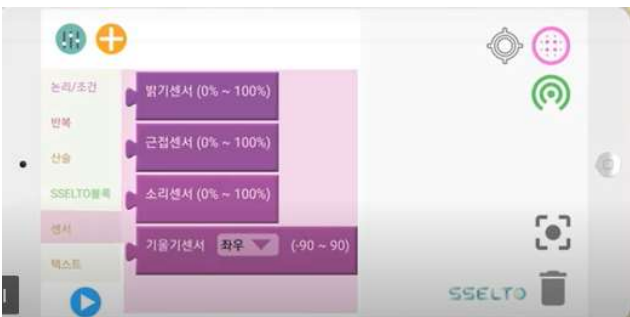 논리/조건
반복
산술
SSELTO블록
센서
텍스트
밝기센서 (0% ~ 100%)
근접센서 (0% ~ 100%)
소리센서 (0% ~ 100%)
기울기센서 좌우 (-90 ~ 90)
SSELTO